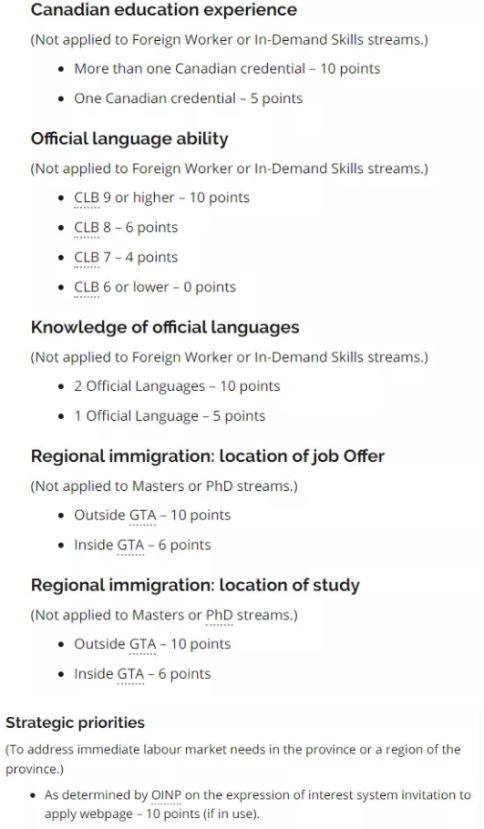 Canadian education experience
(Not applied to Foreign Worker or In-Demand Skills streams.)
• More than one Canadian credential – 10 points
• One Canadian credential – 5 points
Official language ability
(Not applied to Foreign Worker or In-Demand Skills streams.)
• CLB 9 or higher – 10 points
• CLB 8 – 6 points
• CLB 7 – 4 points
• CLB 6 or lower – 0 points
Knowledge of official languages
(Not applied to Foreign Worker or In-Demand Skills streams.)
• 2 Official Languages – 10 points
• 1 Official Language – 5 points
Regional immigration: location of job Offer
(Not applied to Masters or PhD streams.)
• Outside GTA – 10 points
• Inside GTA – 6 points
Regional immigration: location of study
(Not applied to Masters or PhD streams.)
• Outside GTA – 10 points
• Inside GTA – 6 points
Strategic priorities
(To address immediate labour market needs in the province or a region of the
province.)
• As determined by OINP on the expression of interest system invitation to
apply webpage – 10 points (if in use).